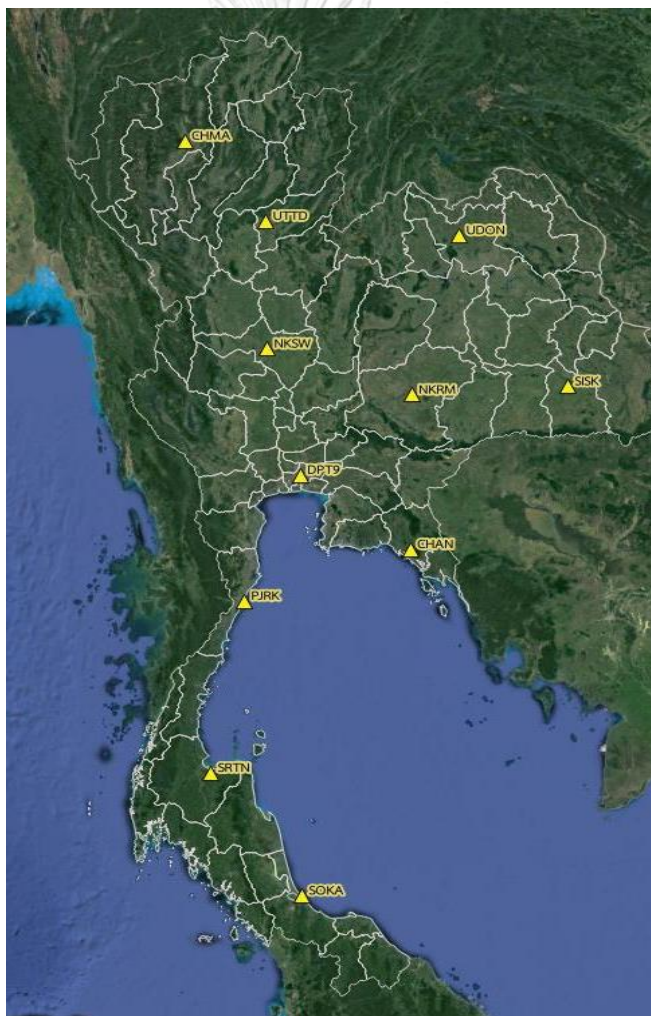 CHMA
UTTD
UDON
NKSW
SISK
NKRM
DPT9
CHAN
PJRK
SRTN
SOKA